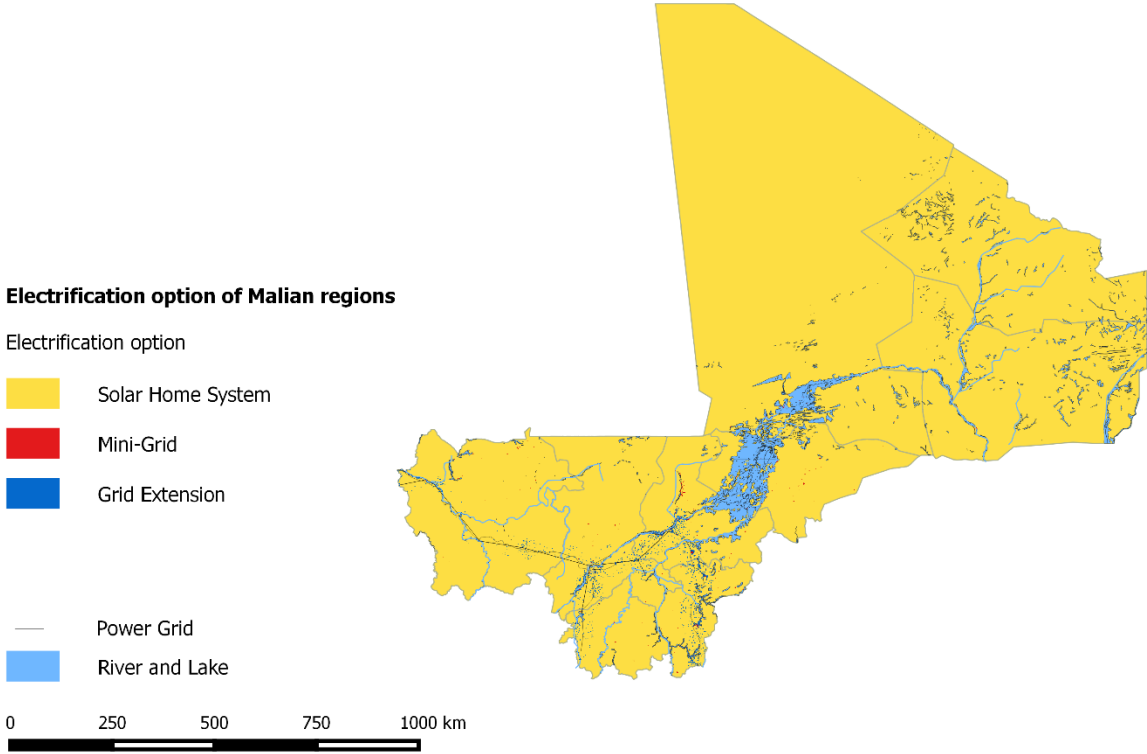 Electrification option of Malian regions
Electrification option
Solar Home System
Mini-Grid
Grid Extension
Power Grid
River and Lake
0 250 500 750 1000 km